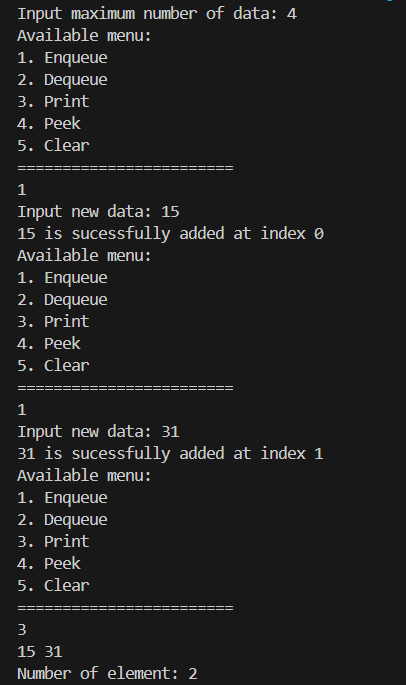 Input maximum number of data: 4
Available menu:
1. Enqueue
2. Dequeue
3. Print
4. Peek
5. Clear
========================
1
Input new data: 15
15 is sucessfully added at index 0
Available menu:
1. Enqueue
2. Dequeue
3. Print
4. Peek
5. Clear
========================
1
Input new data: 31
31 is sucessfully added at index 1
Available menu:
1. Enqueue
2. Dequeue
3. Print
4. Peek
5. Clear
========================
3
15 31
Number of element: 2